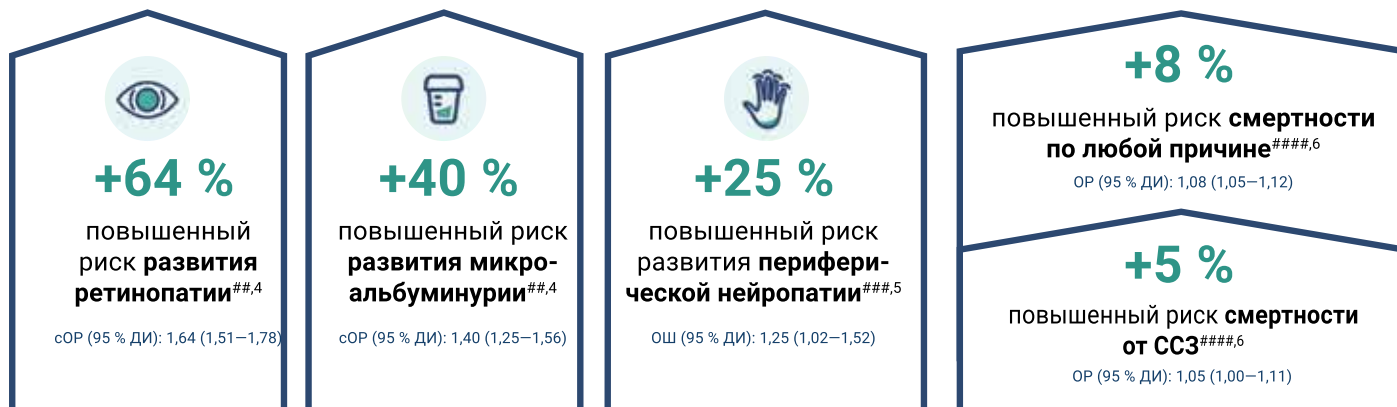 +64 %
повышенный
риск развития
ретинопатии##,4
сОР (95 % ДИ): 1,64 (1,51—1,78)
+40 %
повышенный риск
развития микро-
альбуминурии##,4
сОР (95 % ДИ): 1,40 (1,25—1,56)
+25 %
повышенный риск
развития перифери-
ческой нейропатии###,5
ОШ (95 % ДИ): 1,25 (1,02—1,52)
+8 %
повышенный риск смертности
по любой причине####,6
ОР (95 % ДИ): 1,08 (1,05—1,12)
+5 %
повышенный риск смертности
от ССЗ####,6
ОР (95 % ДИ): 1,05 (1,00—1,11)